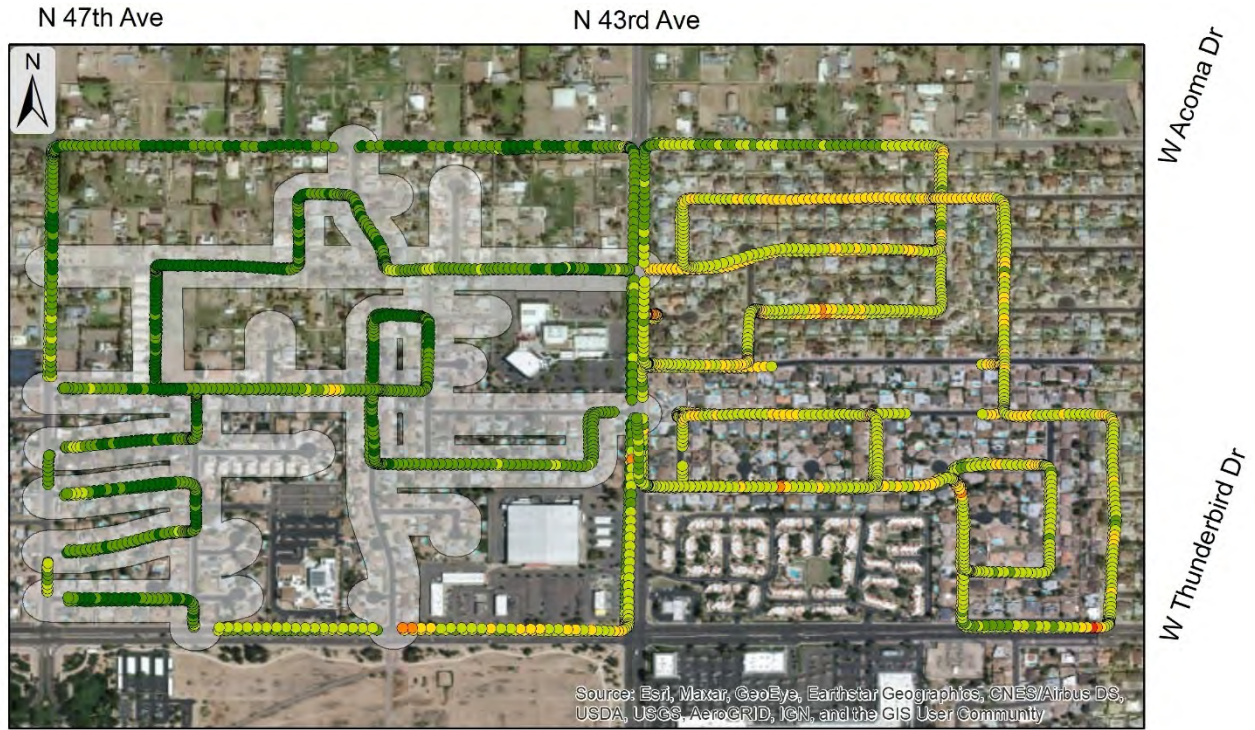 N 47th Ave
N 43rd Ave
N
W Acoma Dr
W Thunderbird Dr
Source: Esri, Maxar, GeoEye, Earthstar Geographics, CNES/Airbus DS,
USDA, USGS, AeroGRID, IGN, and the GIS User Community